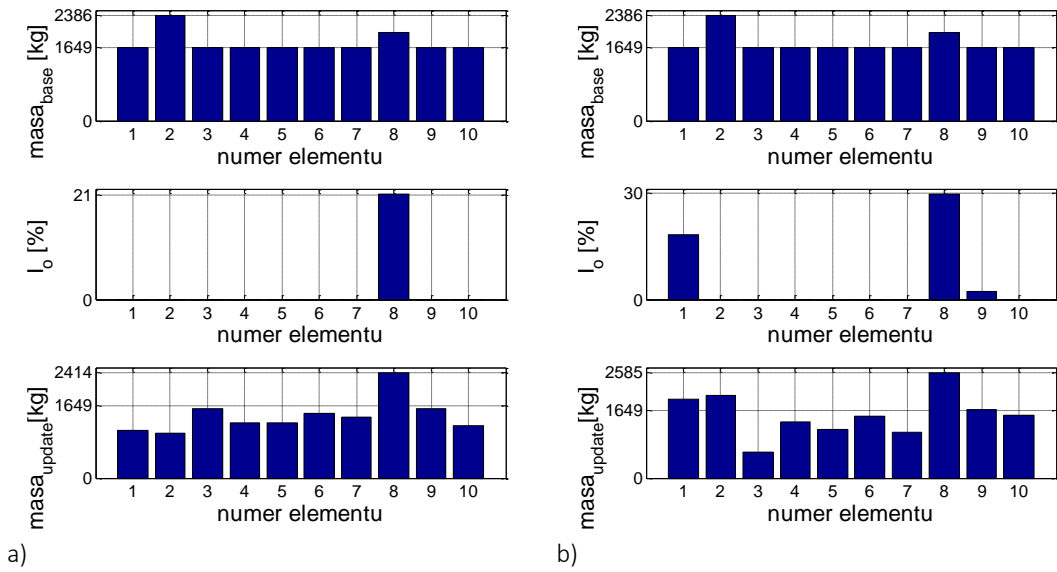 2386
1649
0
masa_base [kg]
1 2 3 4 5 6 7 8 9 10
numer elementu
21
0
I_o [%]
1 2 3 4 5 6 7 8 9 10
numer elementu
2414
1649
0
masa_update[kg]
1 2 3 4 5 6 7 8 9 10
numer elementu
a)
2386
1649
0
masa_base [kg]
1 2 3 4 5 6 7 8 9 10
numer elementu
30
0
I_o [%]
1 2 3 4 5 6 7 8 9 10
numer elementu
2585
1649
0
masa_update[kg]
1 2 3 4 5 6 7 8 9 10
numer elementu
b)